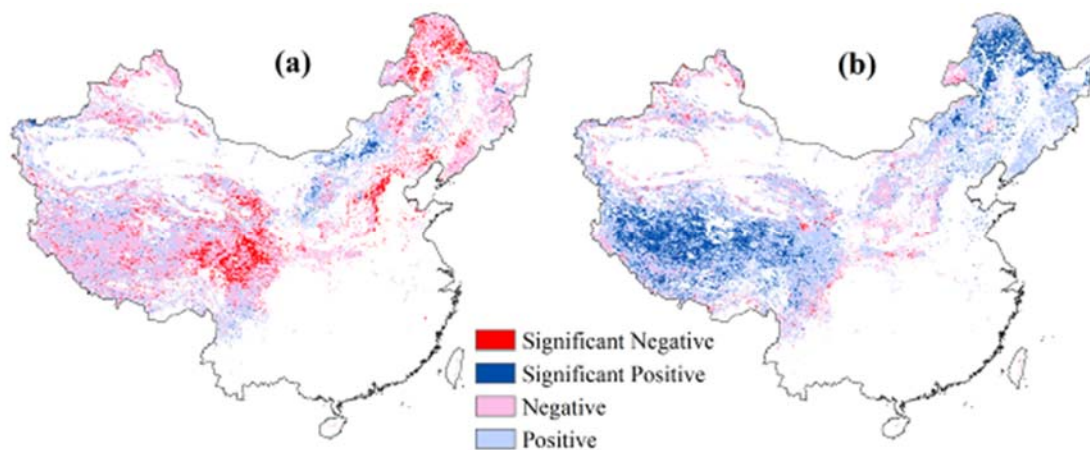 (a)
(b)
Significant Negative
Significant Positive
Negative
Positive